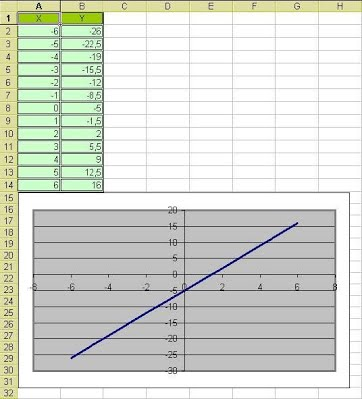 A B C D E F G H
1 X Y
2 -6 -26
3 -5 -22,5
4 -4 -19
5 -3 -15,5
6 -2 -12
7 -1 -8,5
8 0 -5
9 1 -1,5
10 2 2
11 3 5,5
12 4 9
13 5 12,5
14 6 16
15
16
17 20
18 15
19 10
20
21 5
22 0
23 -8 -6 -4 -2 0 2 4 6 8
24 -5
25 -10
26 -15
27
28 -20
29 -25
30 -30
31
32